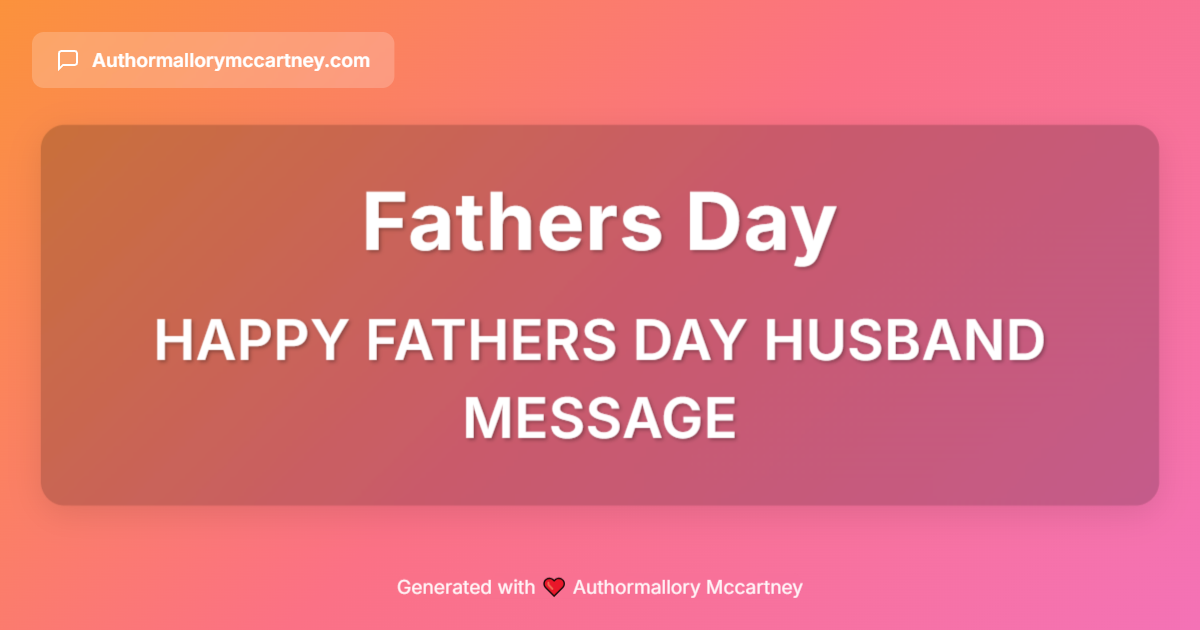 Authormallorymccartney.com
Fathers Day
HAPPY FATHERS DAY HUSBAND
MESSAGE
Generated with ❤️ Authormallory Mccartney